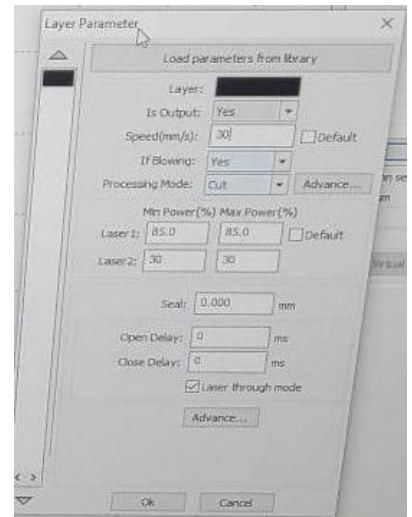 Layer Parameter
Load parameters from library
Layer:
Is Output: Yes
Speed(mm/s): 30 Default
If Blowing: Yes
Processing Mode: Cut Advance....
Min Power(%) Max Power(%)
Laser1: 85.0 85.0 Default
Laser2: 30 30
Seal: 0.000 mm
Open Delay: 0 ms
Close Delay: 0 ms
Laser through mode
Advance....
Ok Cancel